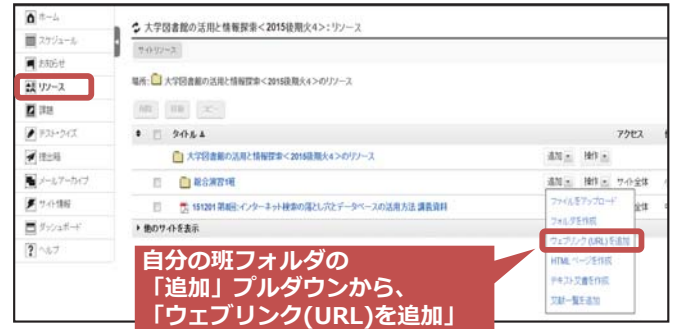 ホーム
大学図書館の活用と情報探索<2015後期火4>: リソース
スケジュール
サイトリソース
お知らせ
リソース
場所: 大学図書館の活用と情報探索<2015後期火4>のリソース
課題
削除 移動 コピー
テスト・クイズ
タイトル アクセス
提出箱
大学図書館の活用と情報探索<2015後期火4>のリソース 追加 操作
メールアーカイブ
総合演習1班 追加 操作 サイト全体
サイト情報
151201 第8回:インターネット検索の落とし穴とデータベースの活用方法 講義資料 ファイルをアップロード 全体
ダッシュボード
他のサイトを表示 フォルダを作成
ヘルプ
ウェブリンク(URL)を追加
HTML ページを作成
テキスト文書を作成
文献一覧を追加
自分の班フォルダの
「追加」プルダウンから、
「ウェブリンク(URL)を追加」